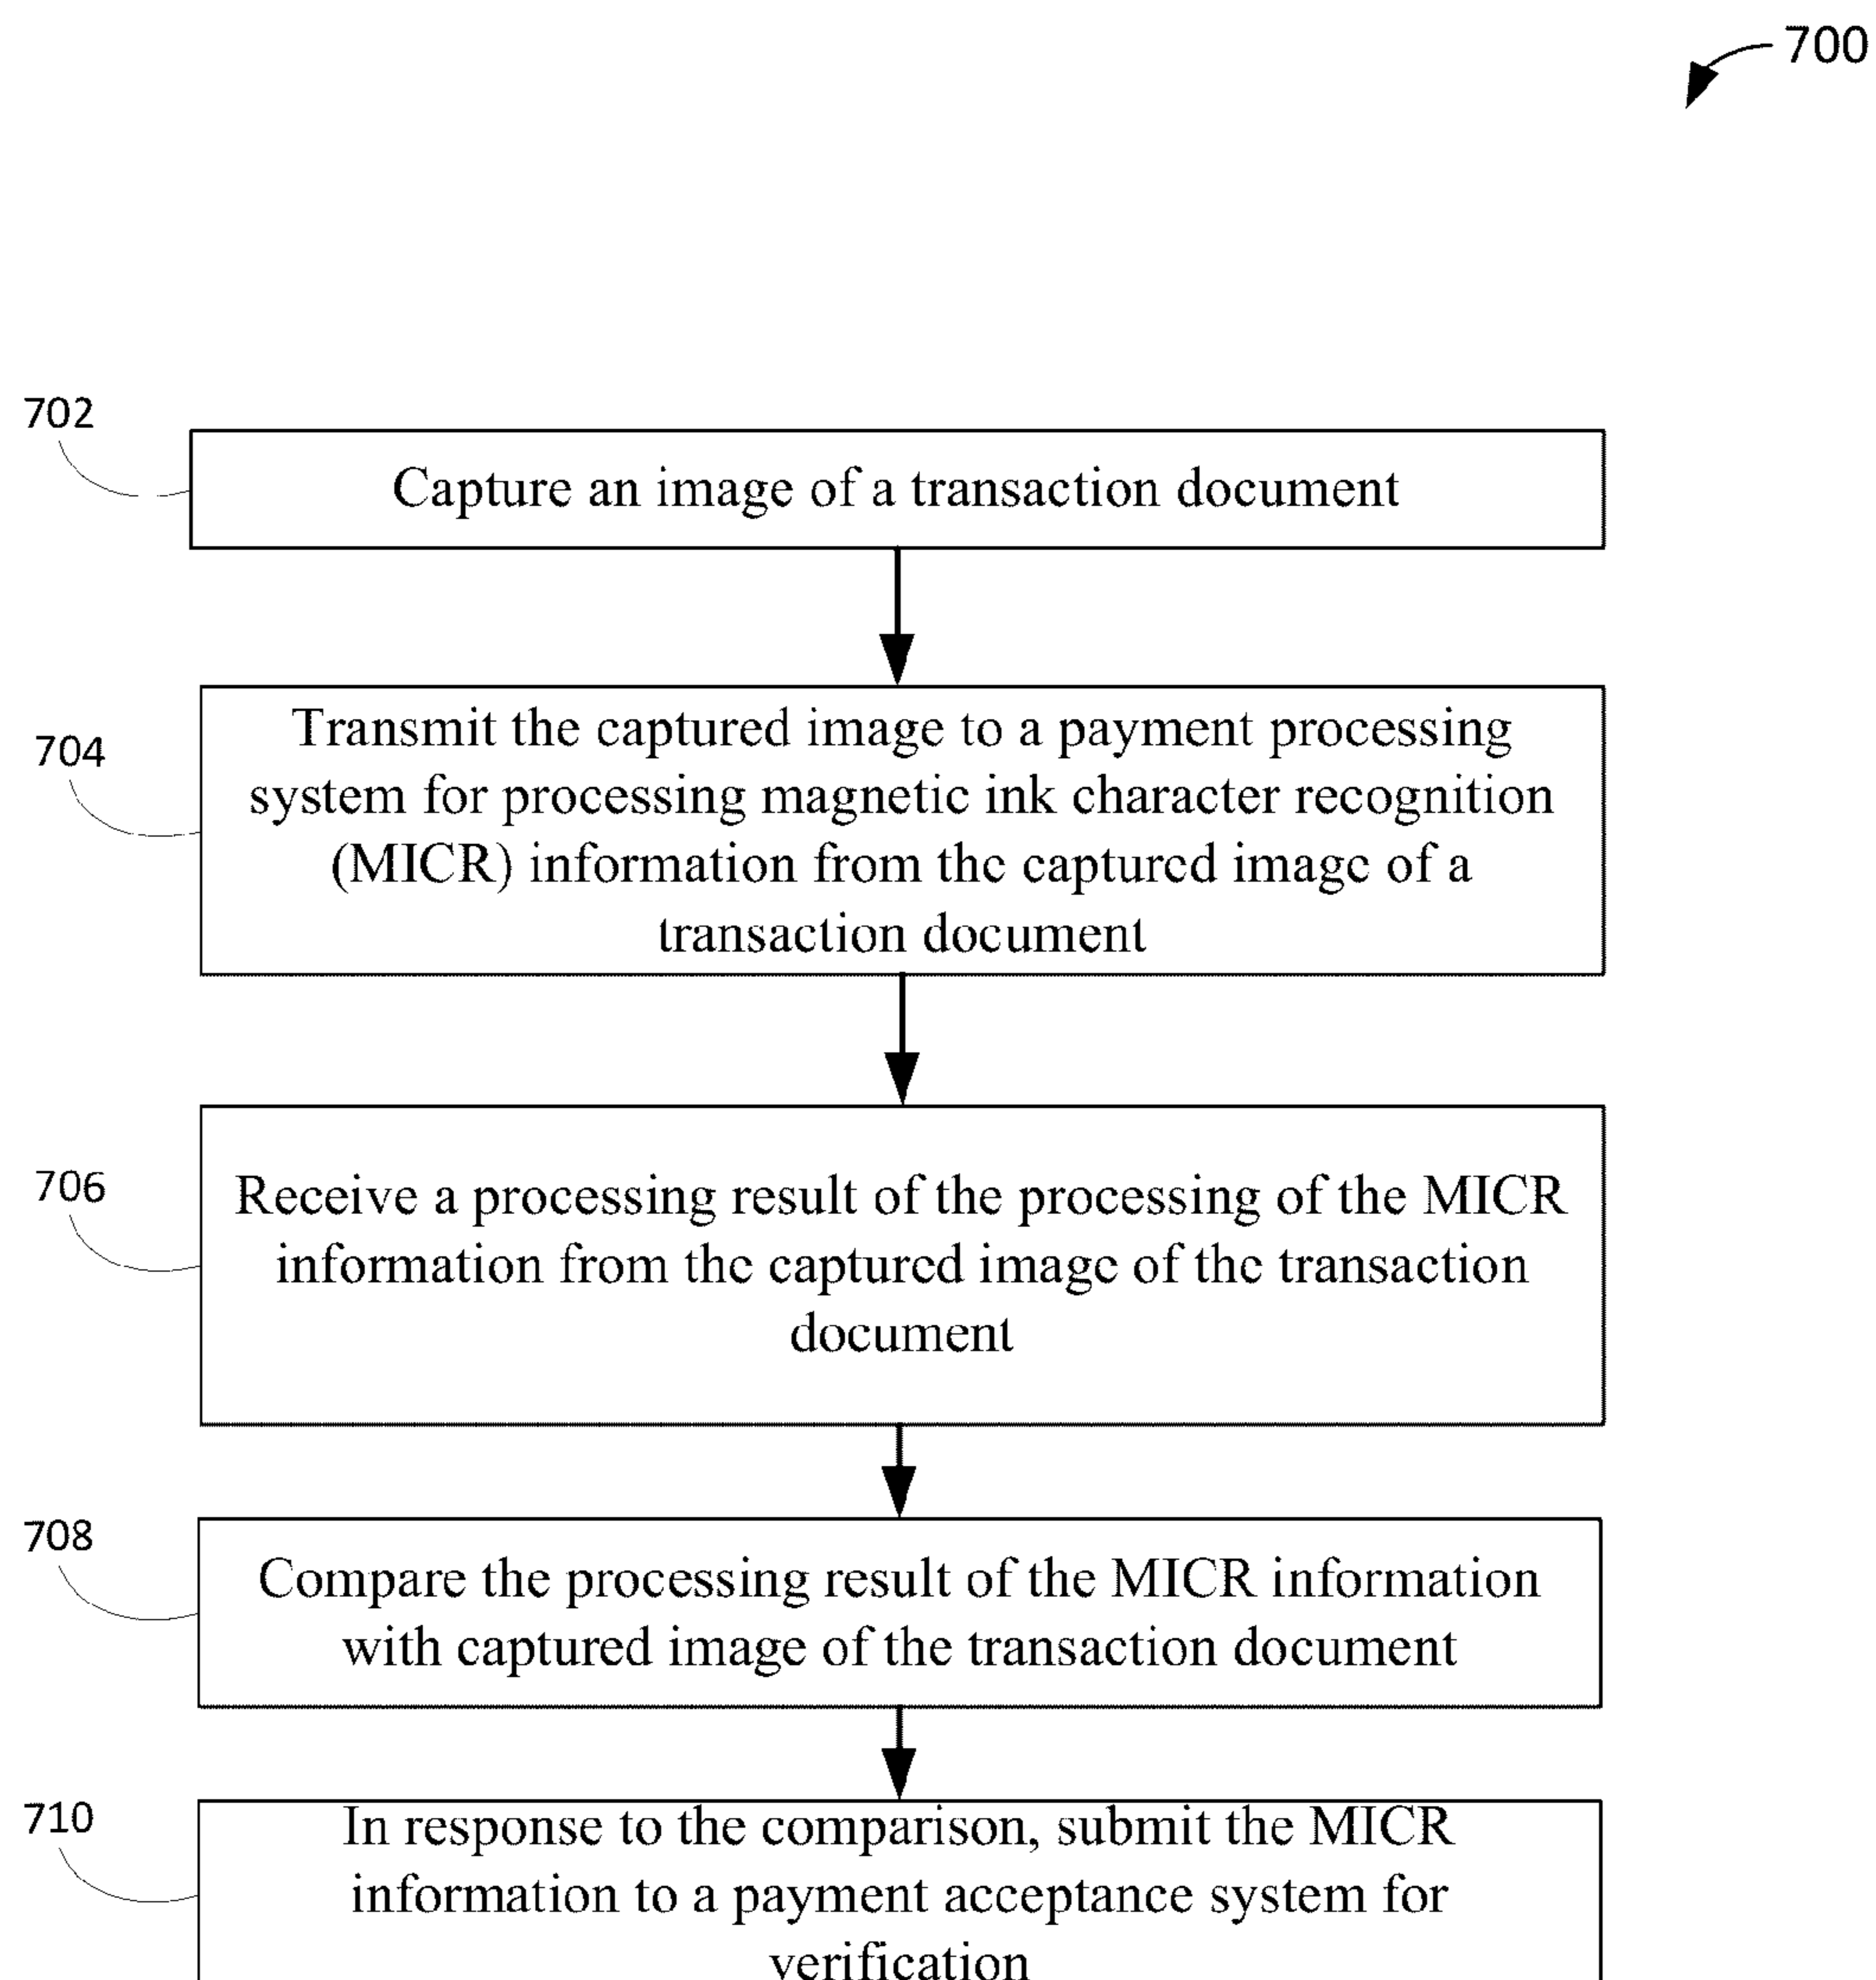 700
702
Capture an image of a transaction document
704
Transmit the captured image to a payment processing
system for processing magnetic ink character recognition
(MICR) information from the captured image of a
transaction document
706
Receive a processing result of the processing of the MICR
information from the captured image of the transaction
document
708
Compare the processing result of the MICR information
with captured image of the transaction document
710
In response to the comparison, submit the MICR
information to a payment acceptance system for
verification